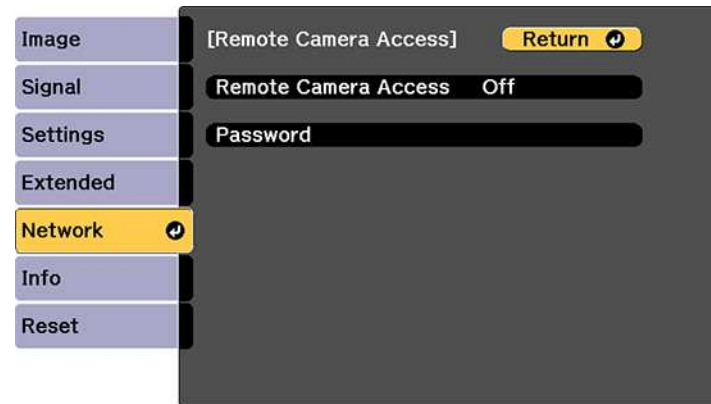 Image
Signal
Settings
Extended
Network
Info
Reset
[Remote Camera Access] Return
Remote Camera Access Off
Password